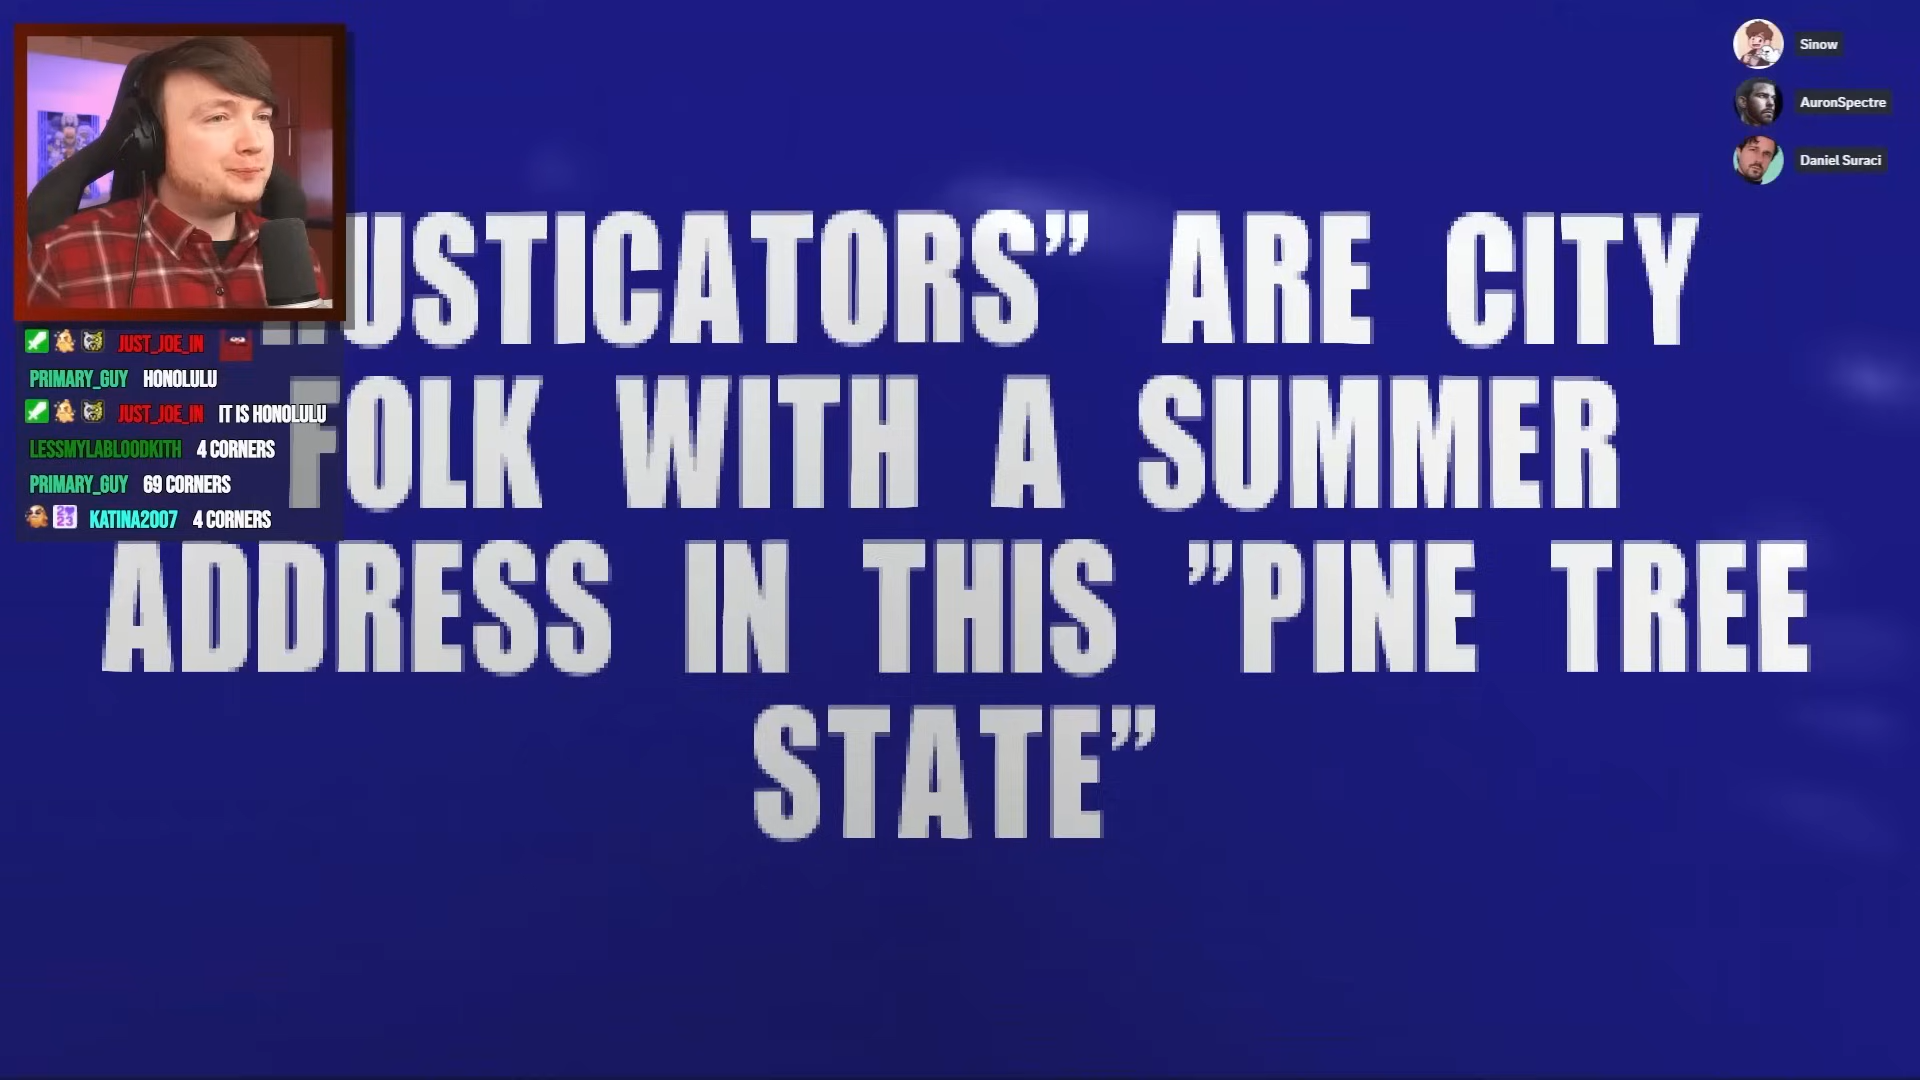 Sinow
AuronSpectre
Daniel Suraci
USTICATORS” ARE CITY
FOLK WITH A SUMMER
ADDRESS IN THIS ”PINE TREE
STATE”
JUST_JOE_IN
PRIMARY_GUY HONOLULU
JUST_JOE_IN IT IS HONOLULU
LESSMYLABLOODKITH 4 CORNERS
PRIMARY_GUY 69 CORNERS
KATINA2007 4 CORNERS